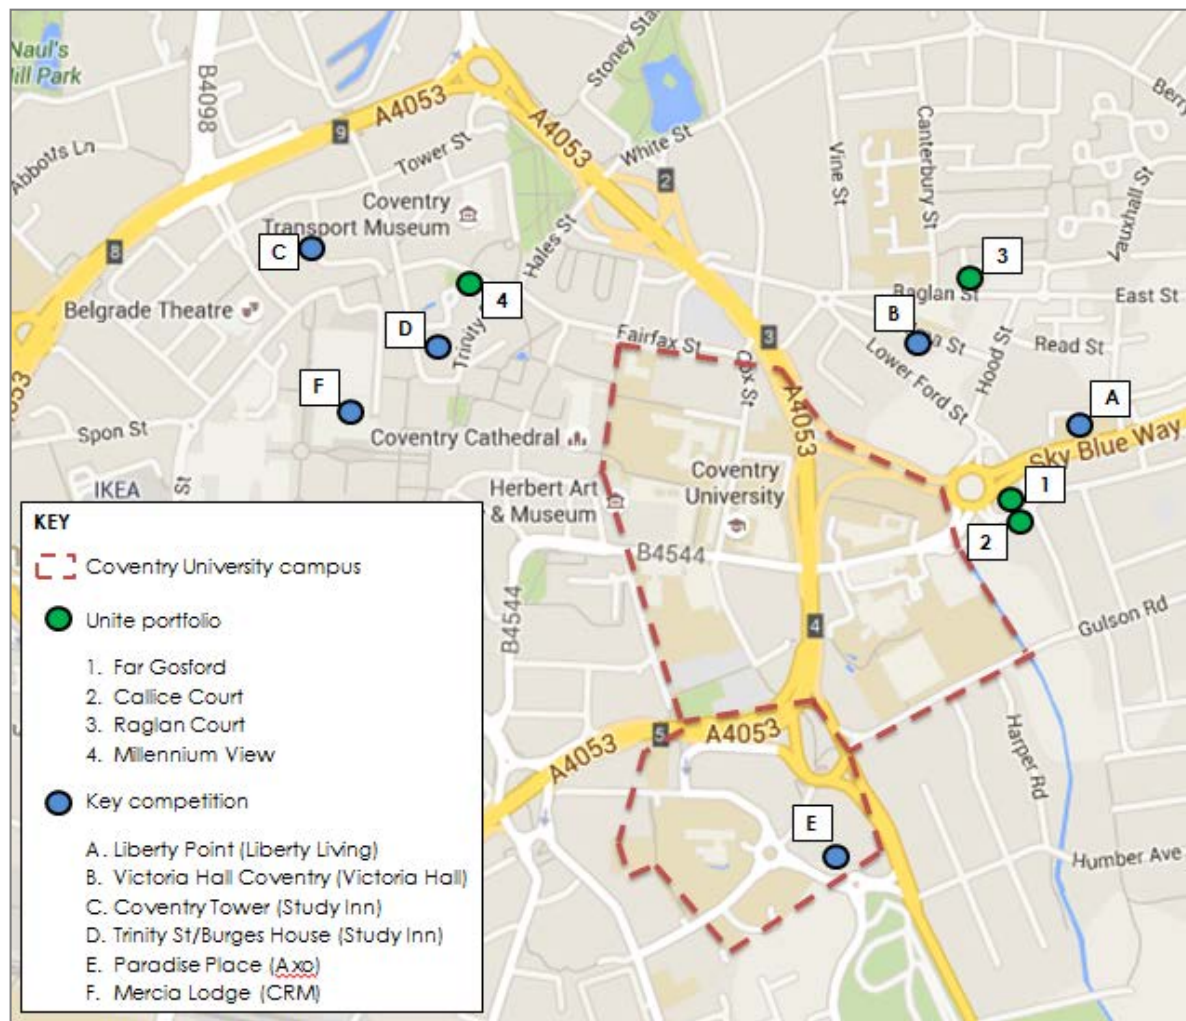 Naul's
Hill Park
B4098
A4053
9
A4053
Stoney Sta
White St
2
Berry
Abbots Ln
Tower St
Vine St
Canterbury St
Vauxhall St
Coventry
Transport Museum
Hales St
8
C
4
3
Raglan St
East St
Belgrade Theatre
D
Trinity
Fairfax St
3
B
Read St
Lower Ford St
Hood St
Cox St
A4053
F
A
Spon St
Coventry Cathedral
Sky Blue Way
IKEA
St
Herbert Art
& Museum
Coventry
University
1
2
B4544
B4544
Gulson Rd
4
A4053
5
A4053
Harper Rd
E
Humber Ave
KEY
Coventry University campus
Unite portfolio
1. Far Gosford
2. Callice Court
3. Raglan Court
4. Millennium View
Key competition
A. Liberty Point (Liberty Living)
B. Victoria Hall Coventry (Victoria Hall)
C. Coventry Tower (Study Inn)
D. Trinity St/Burges House (Study Inn)
E. Paradise Place (Axo)
F. Mercia Lodge (CRM)